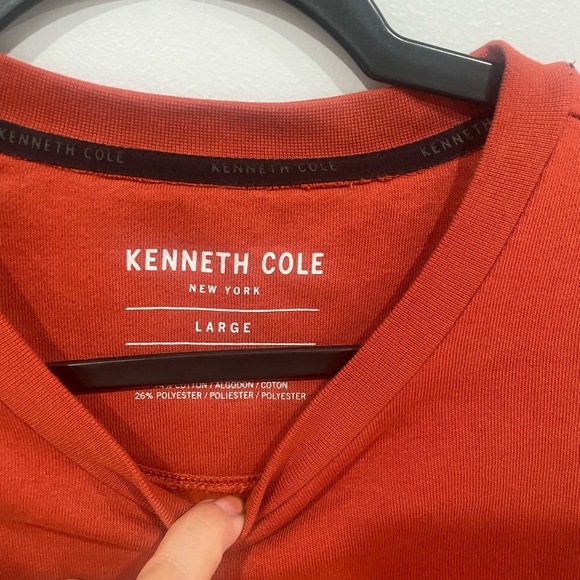 KENNETH COLE KENNETH COLE KENNETH
KENNETH COLE
NEW YORK
LARGE
COTTON / ALGODON / COTON
26% POLYESTER / POLIESTER / POLYESTER